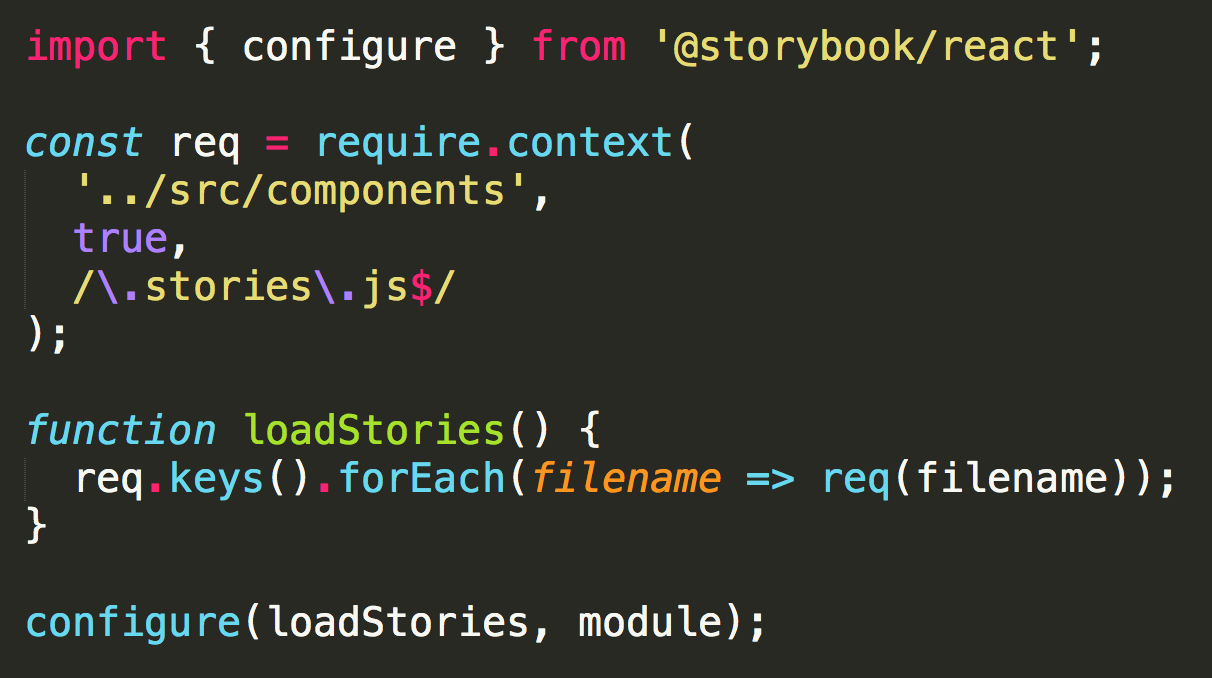 import { configure } from '@storybook/react';

const req = require.context(
  '../src/components',
  true,
  /\.stories\.js$/
);

function loadStories() {
  req.keys().forEach(filename => req(filename));
}

configure(loadStories, module);